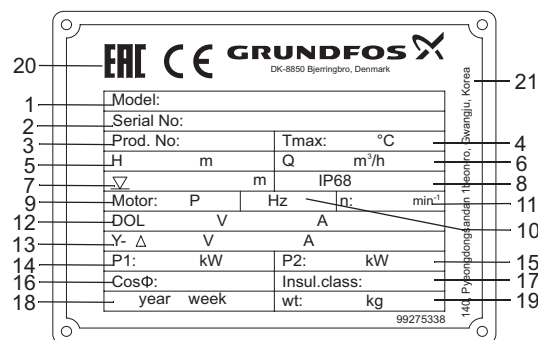 EAC CE GRUNDFOS
DK-8850 Bjerringbro, Denmark
20
21
1 Model:
2 Serial No:
3 Prod. No: Tmax: °C 4
5 H m Q m³/h 6
7 m IP68 8
9 Motor: P Hz n: min⁻¹ 11
10
12 DOL V A
13 Y- Δ V A
14 P1: kW P2: kW 15
16 CosΦ: Insul.class: 17
18 year week wt: kg 19
99275338
140, Pyeongdongsandan 1beon-ro, Gwangju, Korea